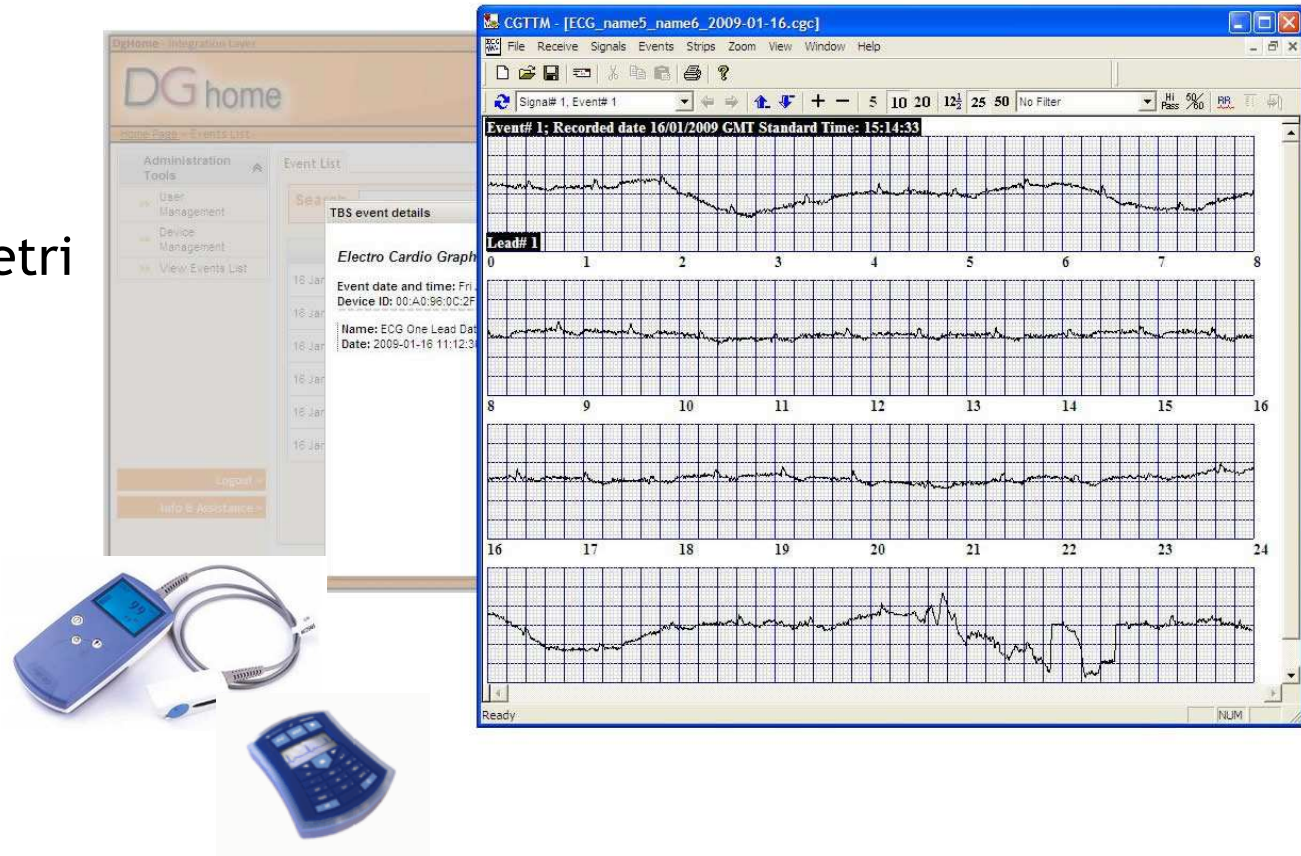 etri
DgHome - Integration Layer
DG home
Home Page - Events List
Administration Tools
User Management
Device Management
View Events List
Logout
Info & Assistance
Event List
Search
16 Jan
16 Jan
16 Jan
16 Jan
16 Jan
16 Jan
TBS event details
Electro Cardio Graph
Event date and time: Fri
Device ID: 00:A0:96:0C:2F
Name: ECG One Lead Dat
Date: 2009-01-16 11:12:3
CGTTM - [ECG_name5_name6_2009-01-16.cgc]
File Receive Signals Events Strips Zoom View Window Help
Signal# 1, Event# 1 + − 5 10 20 12½ 25 50 No Filter Hi Pass 50/60 RR
Event# 1; Recorded date 16/01/2009 GMT Standard Time: 15:14:33
Lead# 1
0 1 2 3 4 5 6 7 8
8 9 10 11 12 13 14 15 16
16 17 18 19 20 21 22 23 24
Ready NUM
99